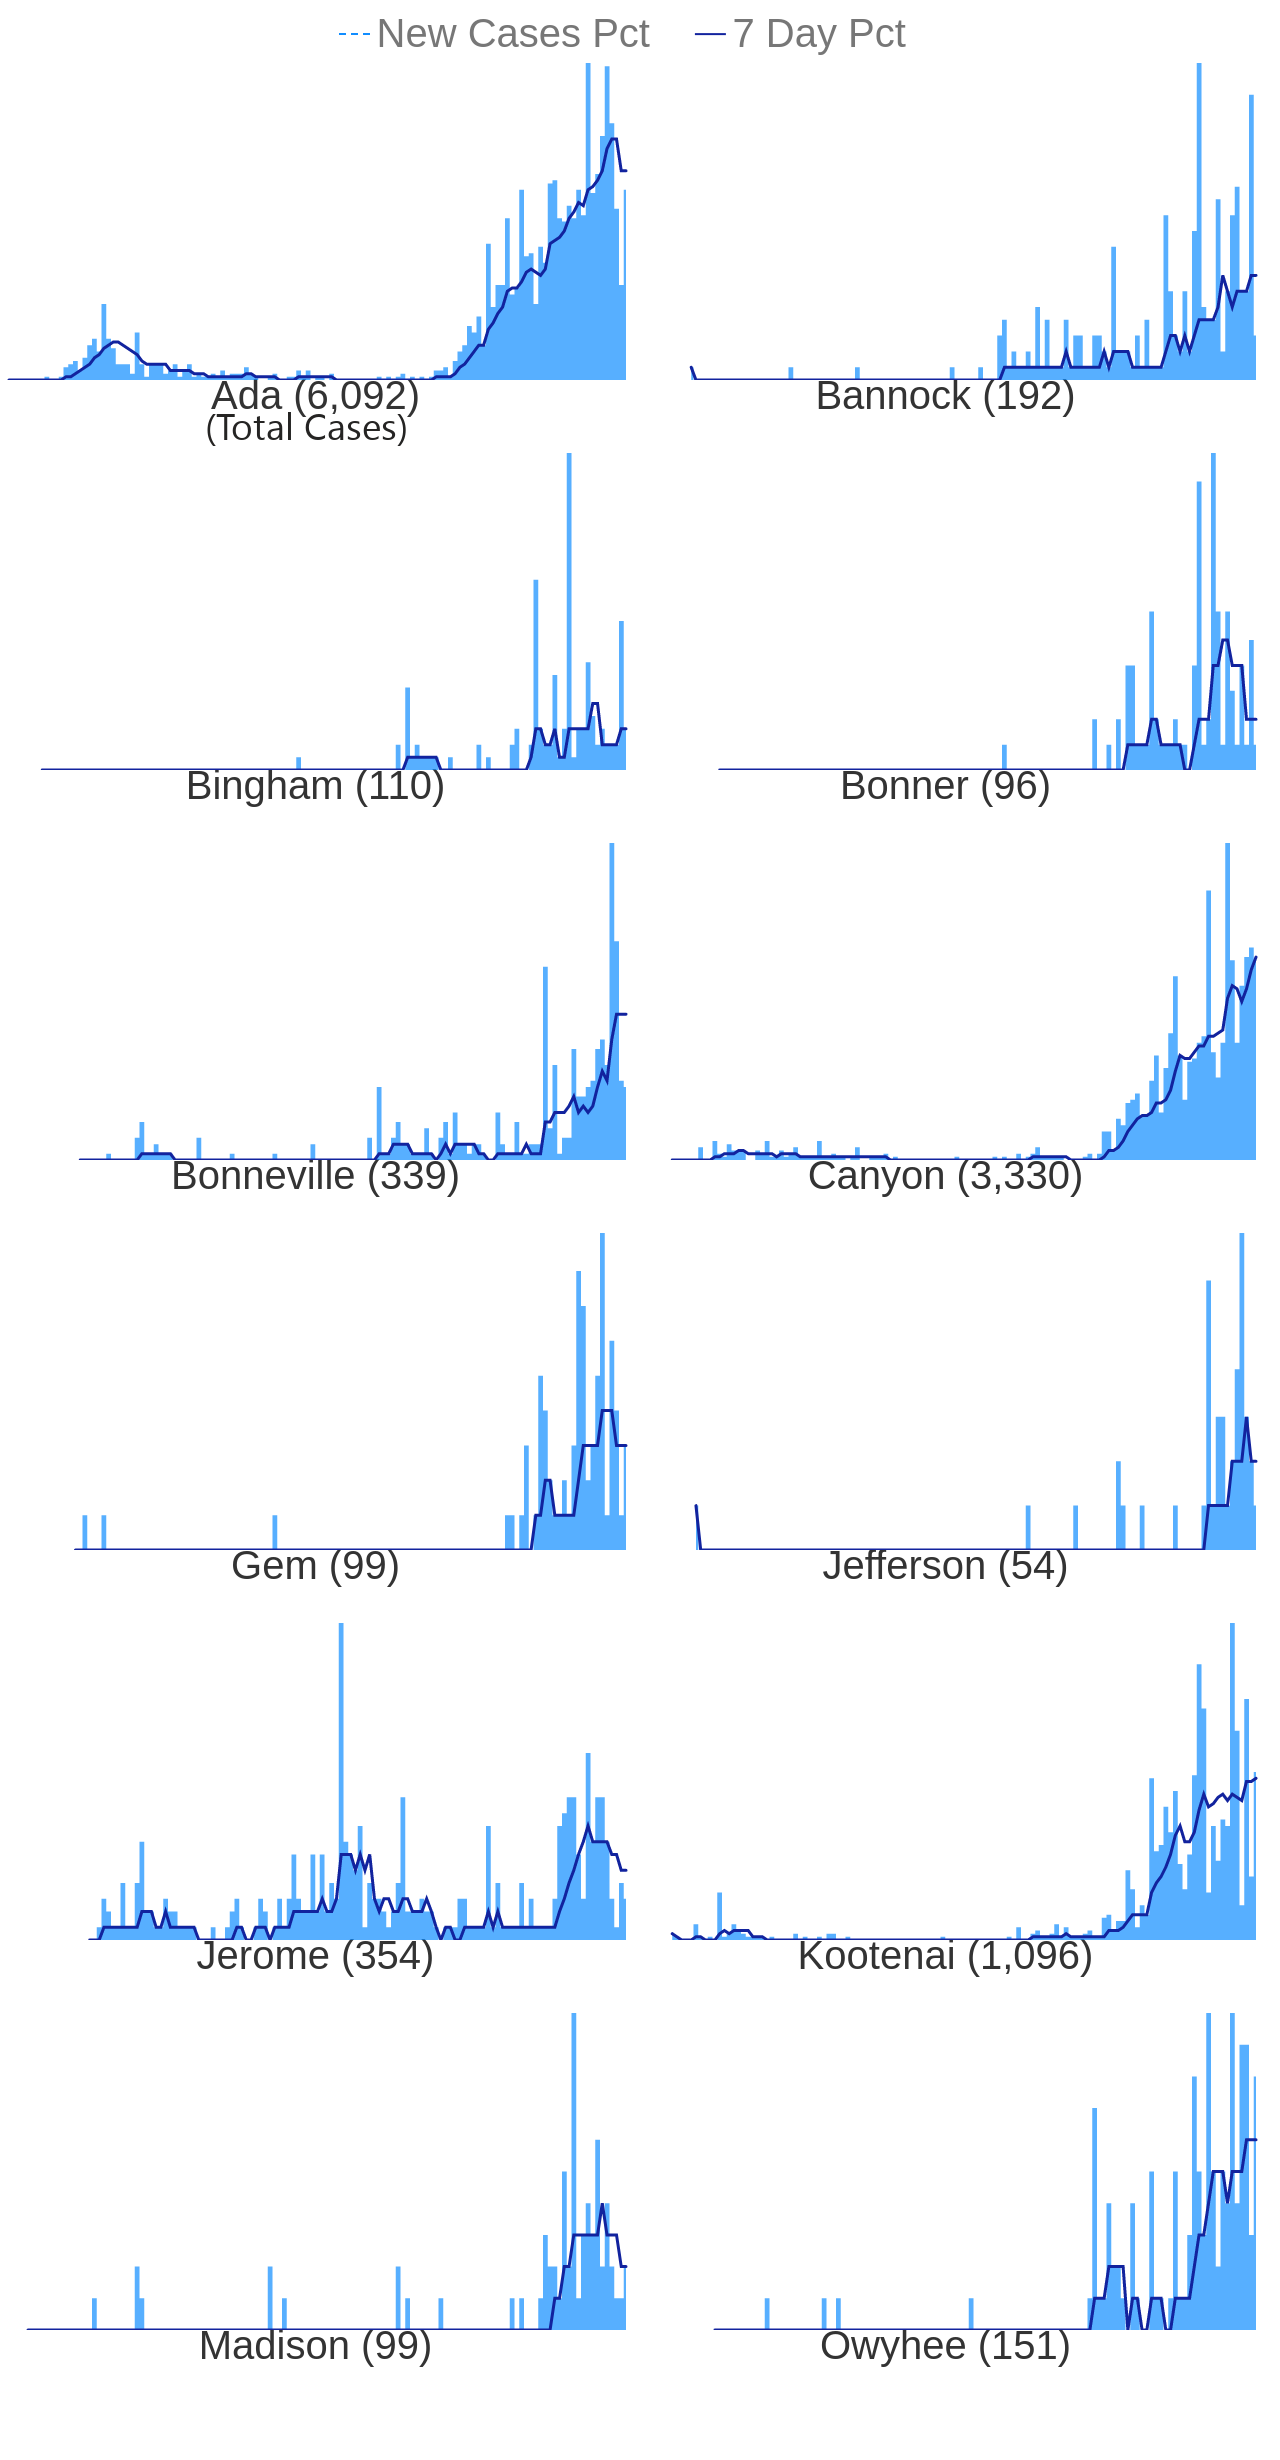 New Cases Pct 7 Day Pct
Ada (6,092)
(Total Cases)
Bannock (192)
Bingham (110)
Bonner (96)
Bonneville (339)
Canyon (3,330)
Gem (99)
Jefferson (54)
Jerome (354)
Kootenai (1,096)
Madison (99)
Owyhee (151)